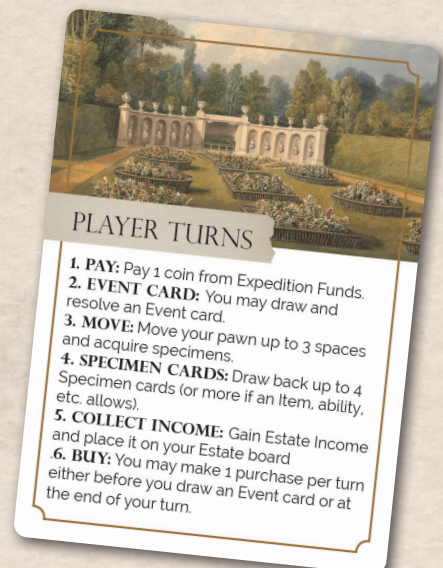 PLAYER TURNS
1. PAY: Pay 1 coin from Expedition Funds.
2. EVENT CARD: You may draw and
resolve an Event card.
3. MOVE: Move your pawn up to 3 spaces
and acquire specimens.
4. SPECIMEN CARDS: Draw back up to 4
Specimen cards (or more if an Item, ability,
etc. allows).
5. COLLECT INCOME: Gain Estate Income
and place it on your Estate board
.6. BUY: You may make 1 purchase per turn
either before you draw an Event card or at
the end of your turn.